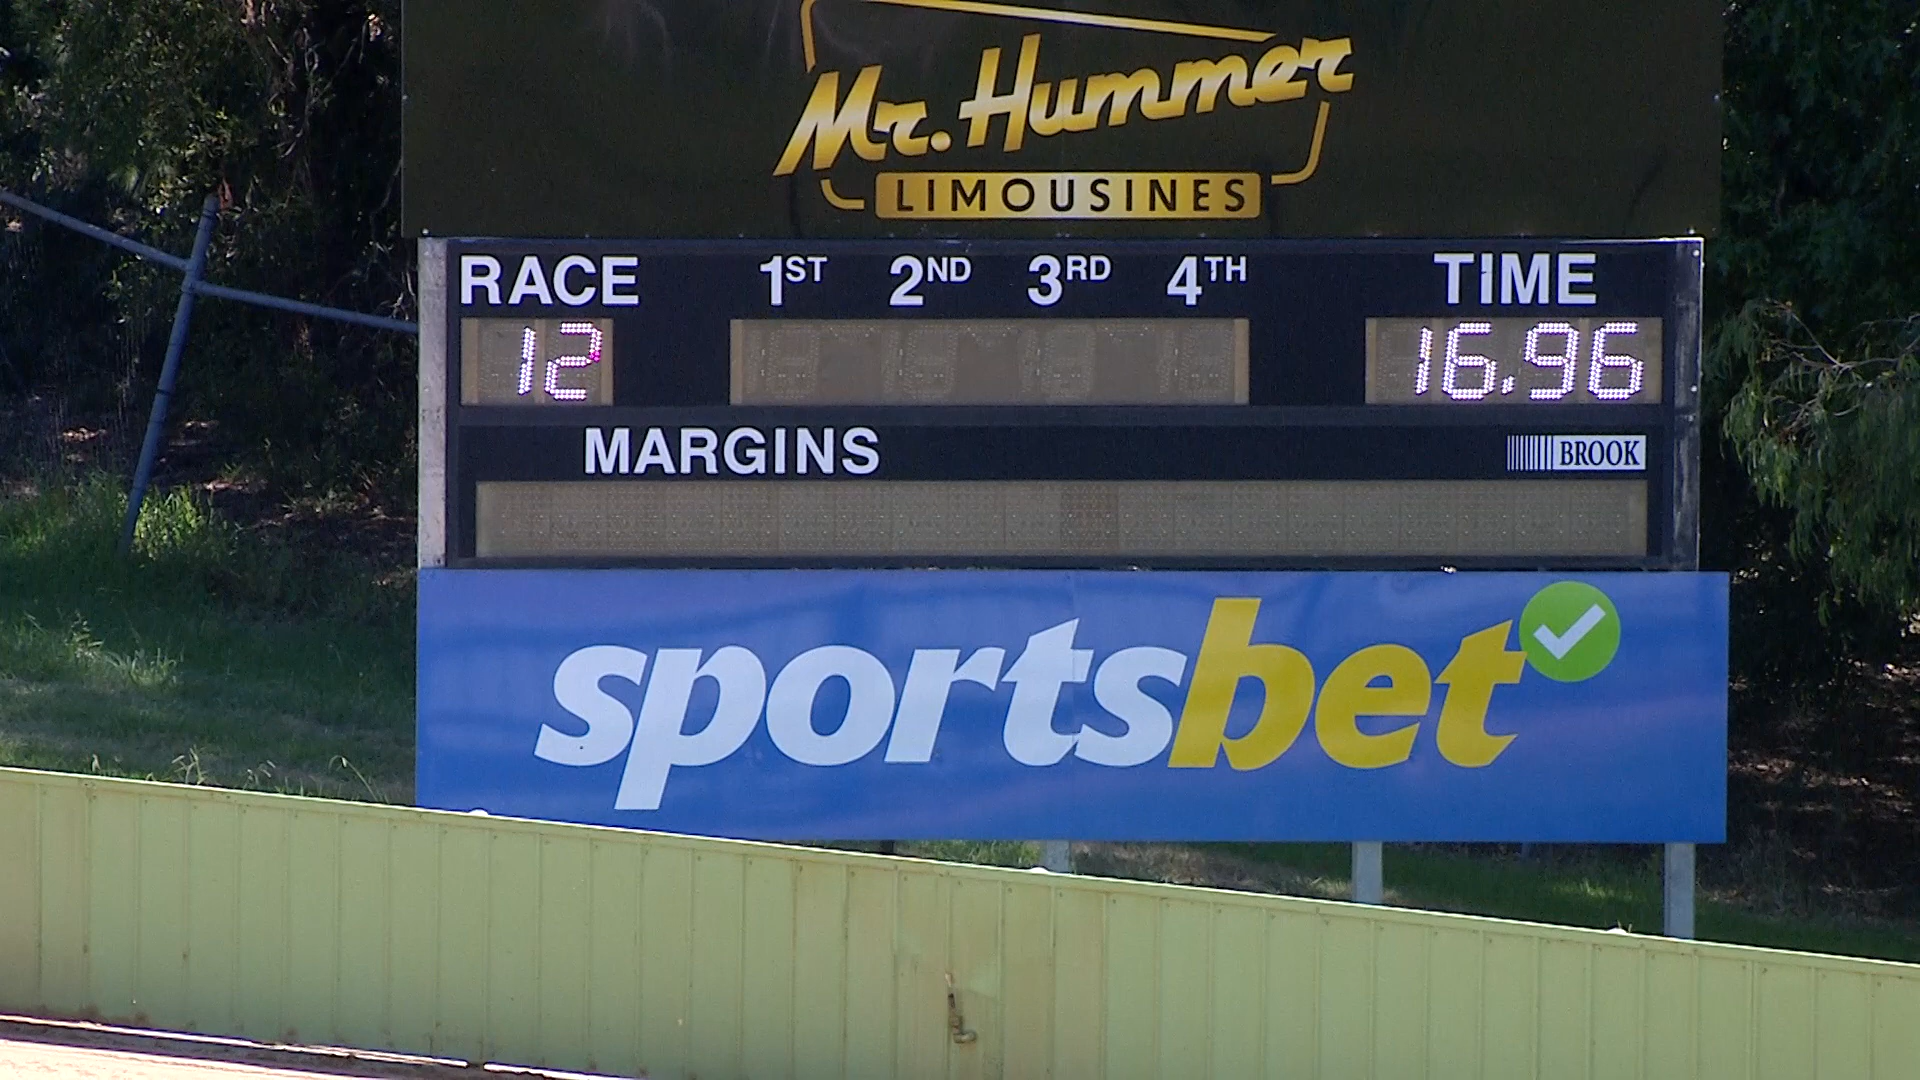 Mr. Hummer
LIMOUSINES
RACE 1ST 2ND 3RD 4TH TIME
12 16.96
MARGINS BROOK
sportsbet